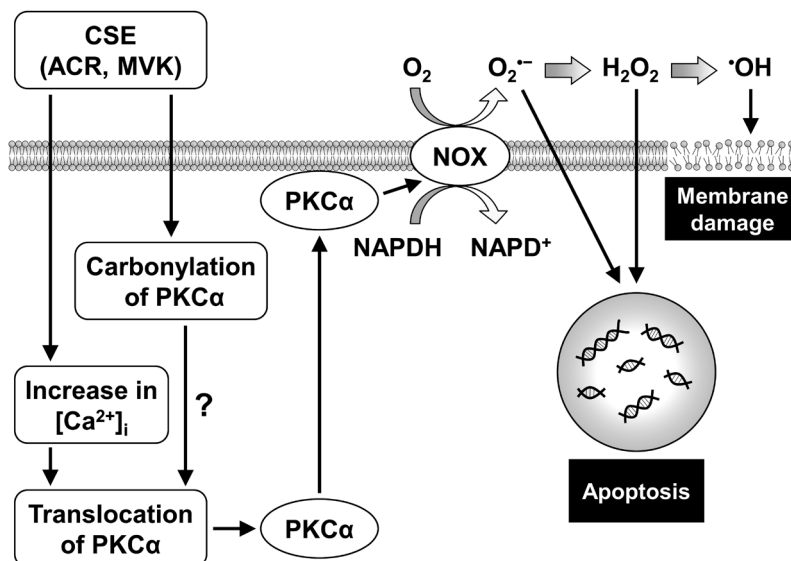 CSE
(ACR, MVK)
O₂
O₂•−
H₂O₂
•OH
NOX
PKCα
Membrane
damage
NAPDH
NAPD⁺
Carbonylation
of PKCα
Increase in
[Ca²⁺]ᵢ
?
Translocation
of PKCα
PKCα
Apoptosis